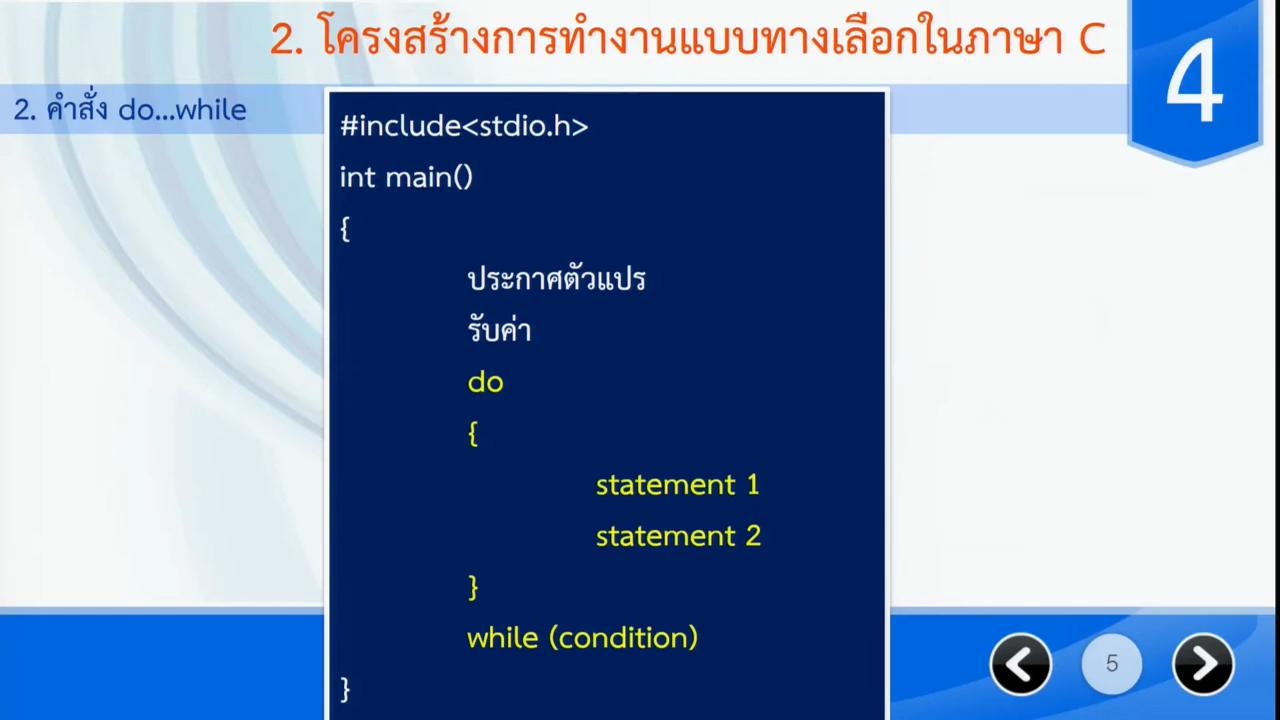 2. โครงสร้างการทำงานแบบทางเลือกในภาษา C
4
2. คำสั่ง do...while
#include<stdio.h>
int main()
{
ประกาศตัวแปร
รับค่า
do
{
statement 1
statement 2
}
while (condition)
}
5